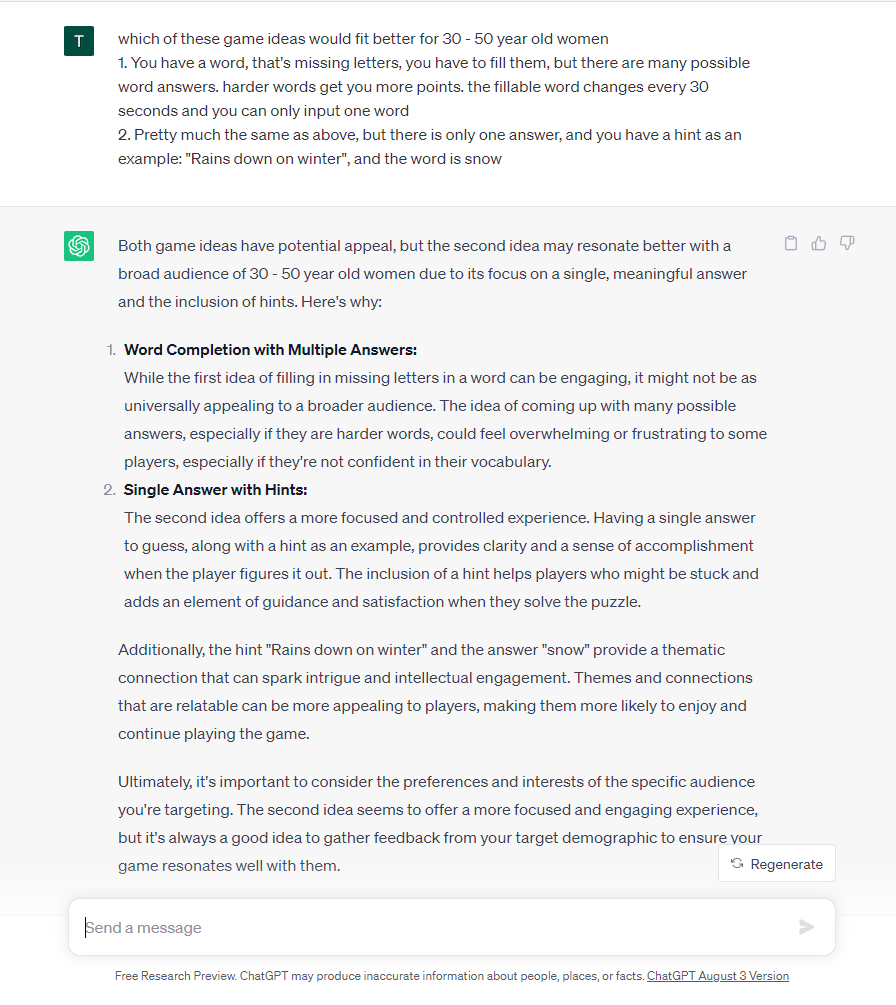 T
which of these game ideas would fit better for 30 - 50 year old women
1. You have a word, that's missing letters, you have to fill them, but there are many possible
word answers. harder words get you more points. the fillable word changes every 30
seconds and you can only input one word
2. Pretty much the same as above, but there is only one answer, and you have a hint as an
example: "Rains down on winter", and the word is snow
Both game ideas have potential appeal, but the second idea may resonate better with a
broad audience of 30 - 50 year old women due to its focus on a single, meaningful answer
and the inclusion of hints. Here's why:
1. Word Completion with Multiple Answers:
While the first idea of filling in missing letters in a word can be engaging, it might not be as
universally appealing to a broader audience. The idea of coming up with many possible
answers, especially if they are harder words, could feel overwhelming or frustrating to some
players, especially if they're not confident in their vocabulary.
2. Single Answer with Hints:
The second idea offers a more focused and controlled experience. Having a single answer
to guess, along with a hint as an example, provides clarity and a sense of accomplishment
when the player figures it out. The inclusion of a hint helps players who might be stuck and
adds an element of guidance and satisfaction when they solve the puzzle.
Additionally, the hint "Rains down on winter" and the answer "snow" provide a thematic
connection that can spark intrigue and intellectual engagement. Themes and connections
that are relatable can be more appealing to players, making them more likely to enjoy and
continue playing the game.
Ultimately, it's important to consider the preferences and interests of the specific audience
you're targeting. The second idea seems to offer a more focused and engaging experience,
but it's always a good idea to gather feedback from your target demographic to ensure your
game resonates well with them.
Regenerate
Send a message
Free Research Preview. ChatGPT may produce inaccurate information about people, places, or facts. ChatGPT August 3 Version